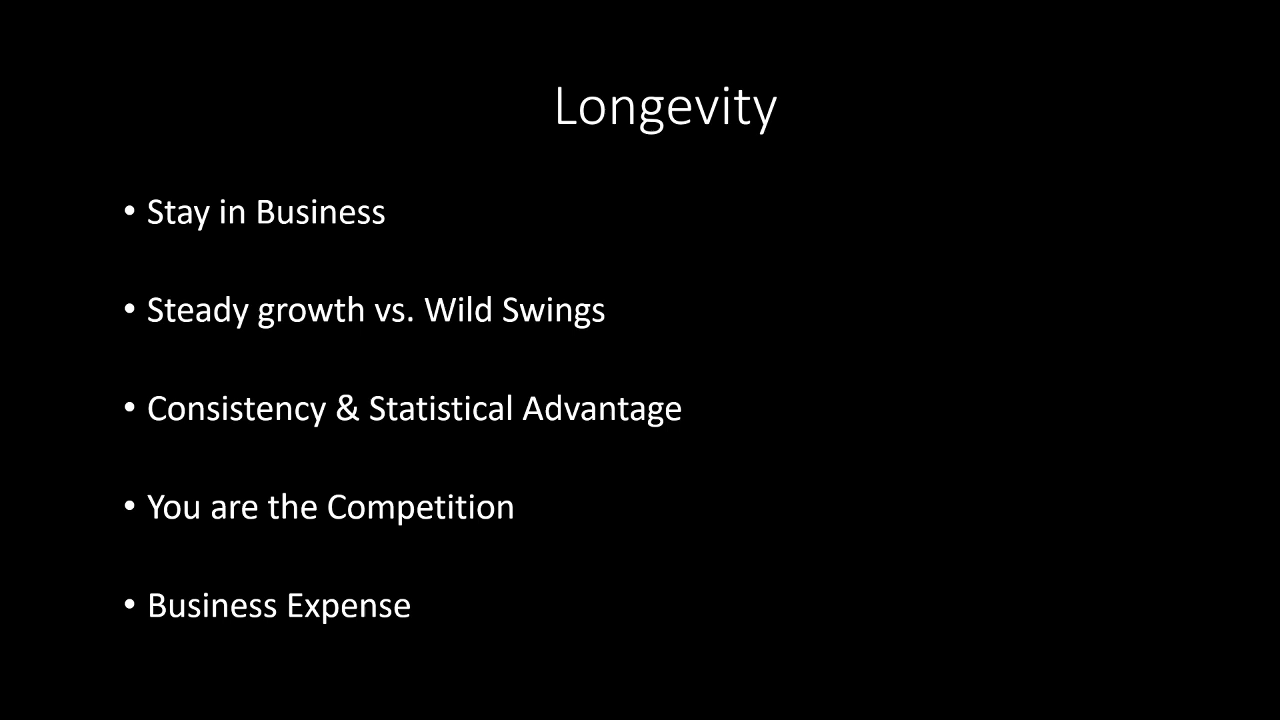 Longevity
• Stay in Business
• Steady growth vs. Wild Swings
• Consistency & Statistical Advantage
• You are the Competition
• Business Expense